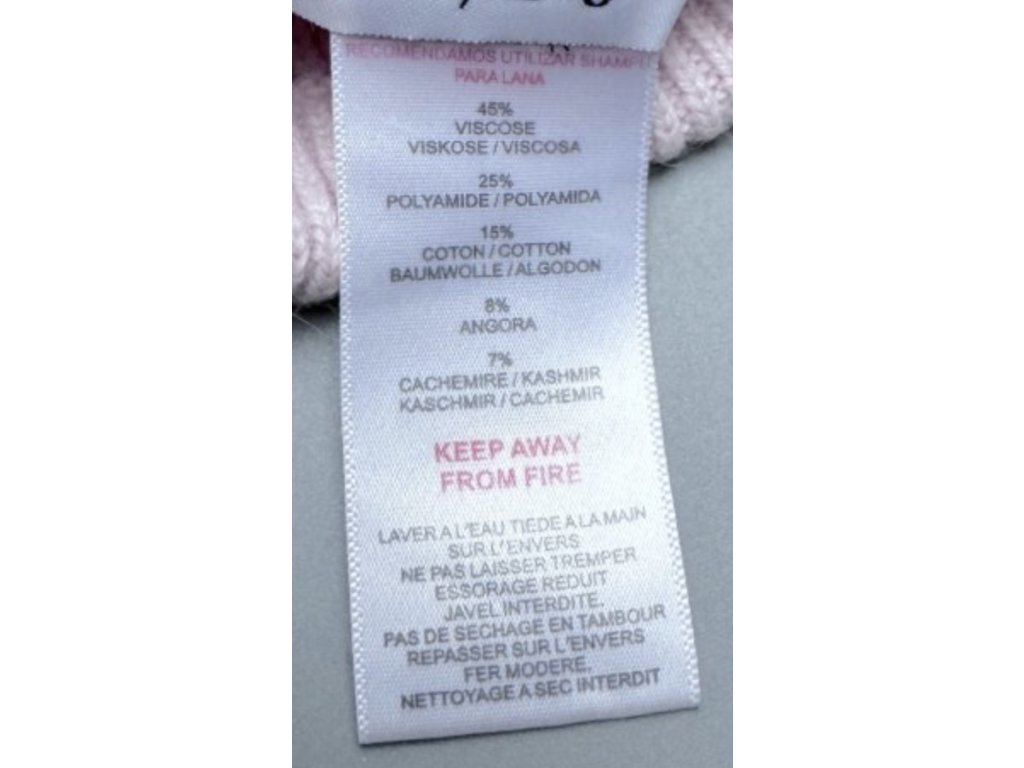 RECOMENDAMOS UTILIZAR SHAMPU
PARA LANA
45%
VISCOSE
VISKOSE / VISCOSA
25%
POLYAMIDE / POLYAMIDA
15%
COTON / COTTON
BAUMWOLLE / ALGODON
8%
ANGORA
7%
CACHEMIRE / KASHMIR
KASCHMIR / CACHEMIR
KEEP AWAY
FROM FIRE
LAVER A L'EAU TIEDE A LA MAIN
SUR L'ENVERS
NE PAS LAISSER TREMPER
ESSORAGE REDUIT
JAVEL INTERDITE.
PAS DE SECHAGE EN TAMBOUR
REPASSER SUR L'ENVERS
FER MODERE.
NETTOYAGE A SEC INTERDIT